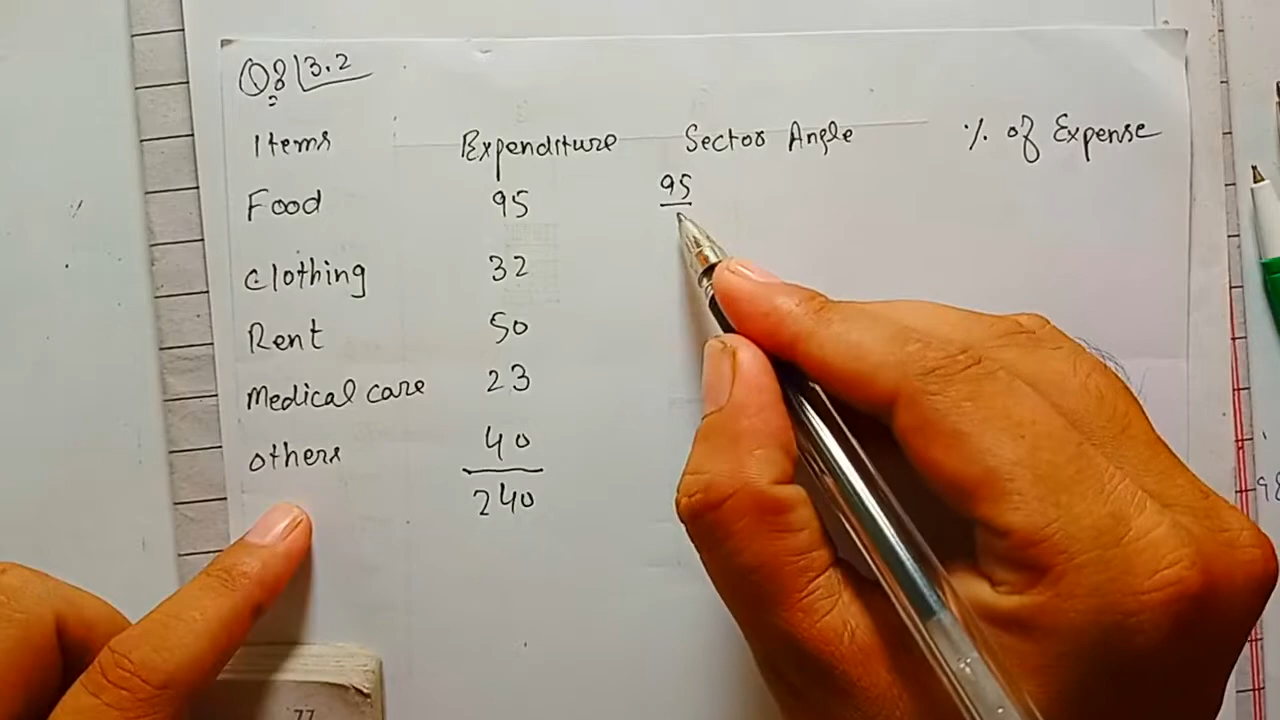 Q8 3.2
Items Expenditure Sector Angle % of Expense
Food 95 95
Clothing 32
Rent 50
Medical care 23
others 40
240
77